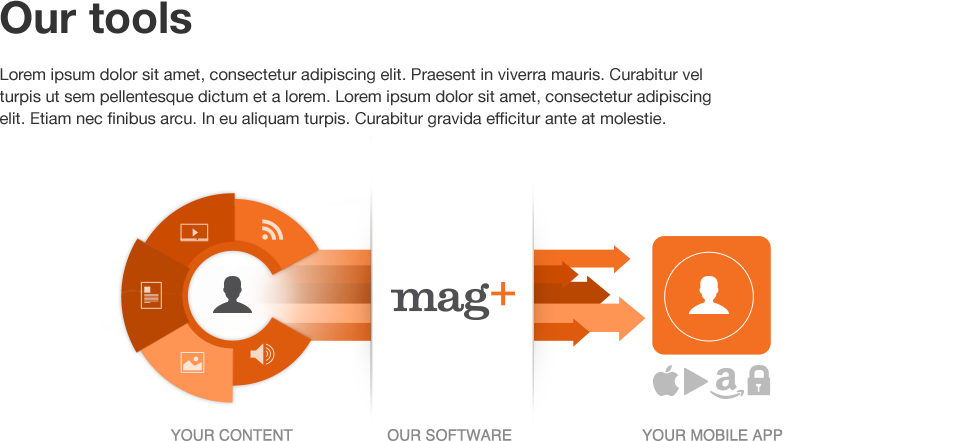 Our tools
Lorem ipsum dolor sit amet, consectetur adipiscing elit. Praesent in viverra mauris. Curabitur vel
turpis ut sem pellentesque dictum et a lorem. Lorem ipsum dolor sit amet, consectetur adipiscing
elit. Etiam nec finibus arcu. In eu aliquam turpis. Curabitur gravida efficitur ante at molestie.
mag+
a
YOUR CONTENT
OUR SOFTWARE
YOUR MOBILE APP